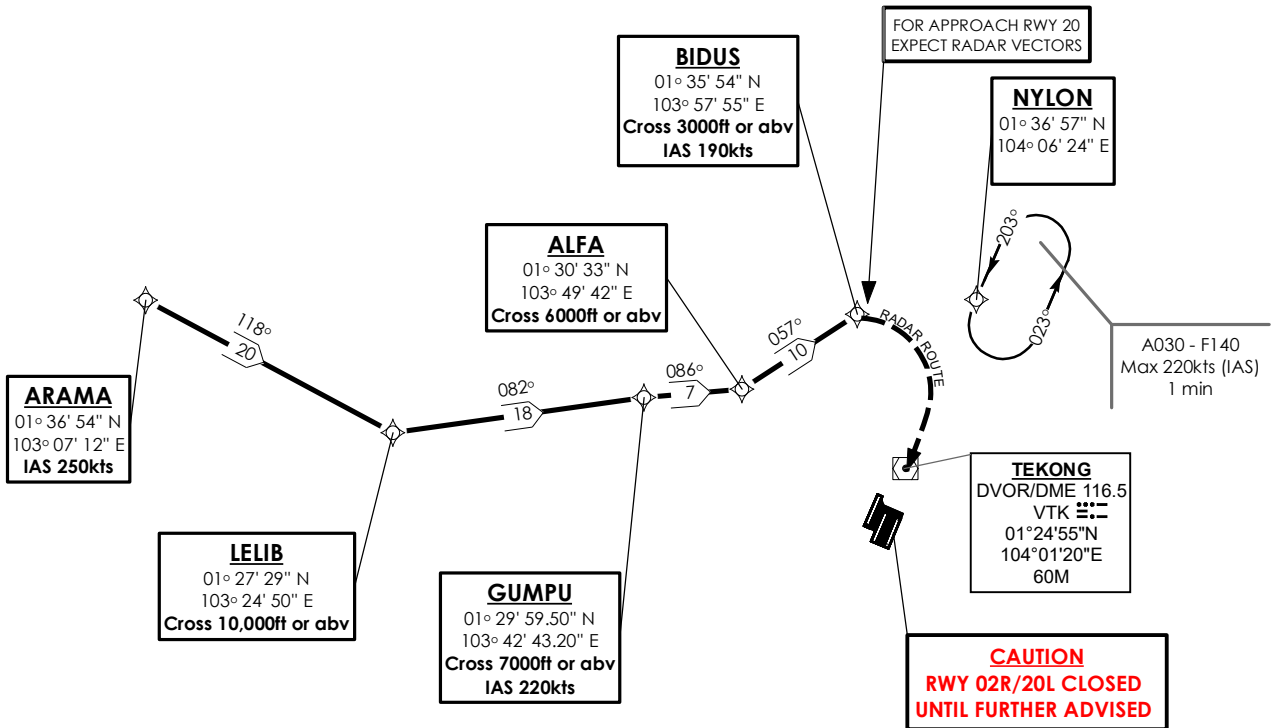 FOR APPROACH RWY 20
EXPECT RADAR VECTORS
BIDUS
01° 35' 54" N
103° 57' 55" E
Cross 3000ft or abv
IAS 190kts
NYLON
01° 36' 57" N
104° 06' 24" E
ALFA
01° 30' 33" N
103° 49' 42" E
Cross 6000ft or abv
203°
023°
A030 - F140
Max 220kts (IAS)
1 min
118°
20
082°
18
086°
7
057°
10
RADAR ROUTE
ARAMA
01° 36' 54" N
103° 07' 12" E
IAS 250kts
LELIB
01° 27' 29" N
103° 24' 50" E
Cross 10,000ft or abv
GUMPU
01° 29' 59.50" N
103° 42' 43.20" E
Cross 7000ft or abv
IAS 220kts
TEKONG
DVOR/DME 116.5
VTK
01°24'55"N
104°01'20"E
60M
CAUTION
RWY 02R/20L CLOSED
UNTIL FURTHER ADVISED